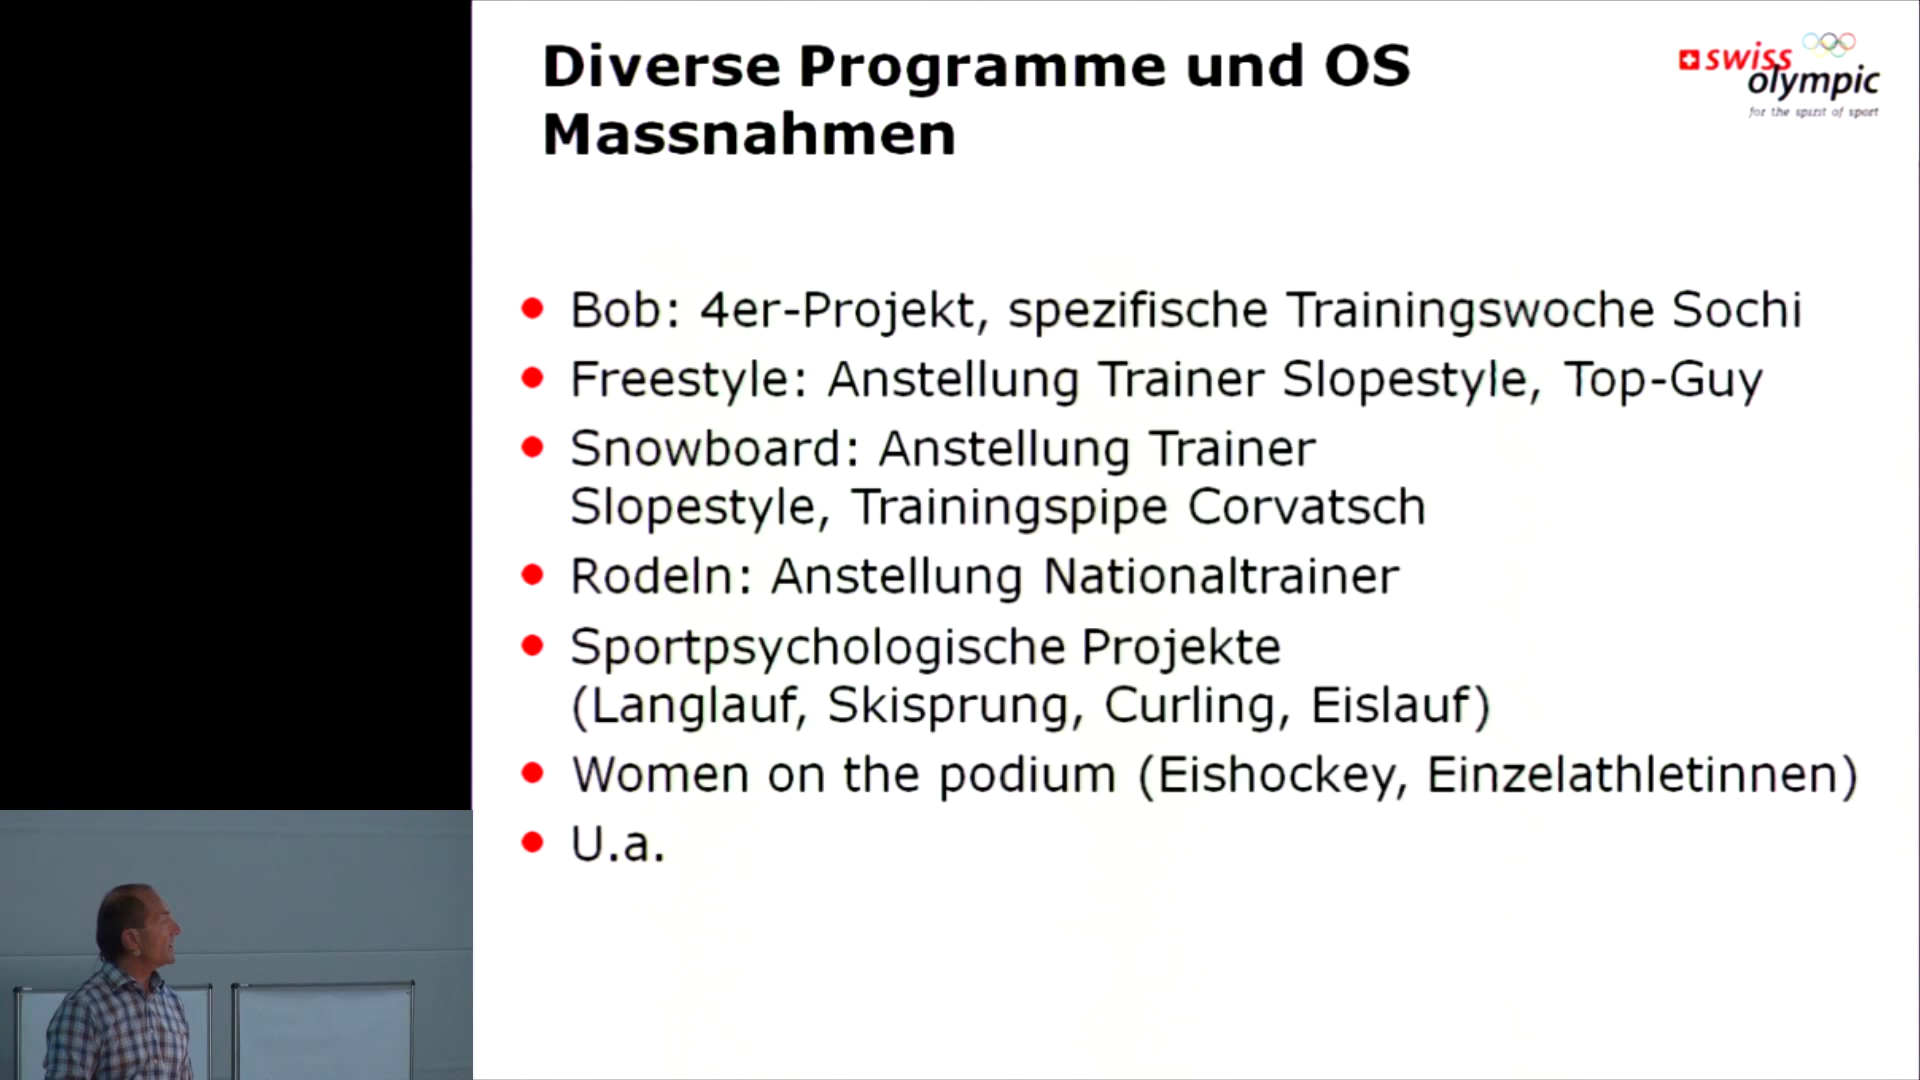 Diverse Programme und OS
Massnahmen
swiss
olympic
for the spirit of sport
Bob: 4er-Projekt, spezifische Trainingswoche Sochi
Freestyle: Anstellung Trainer Slopestyle, Top-Guy
Snowboard: Anstellung Trainer
Slopestyle, Trainingspipe Corvatsch
Rodeln: Anstellung Nationaltrainer
Sportpsychologische Projekte
(Langlauf, Skisprung, Curling, Eislauf)
Women on the podium (Eishockey, Einzelathletinnen)
U.a.